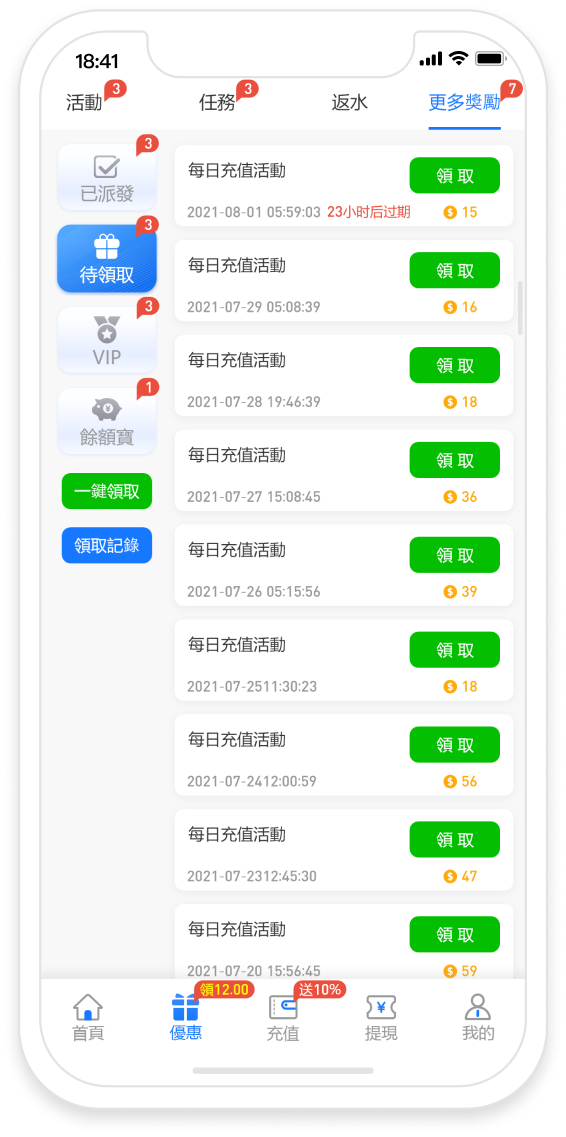 18:41
活動 3
任務 3
返水
更多獎勵 7
已派發 3
待領取 3
VIP 3
餘額寶 1
一鍵領取
領取記錄
每日充值活動
領取
2021-08-01 05:59:03 23小时后过期
$ 15
每日充值活動
領取
2021-07-29 05:08:39
$ 16
每日充值活動
領取
2021-07-28 19:46:39
$ 18
每日充值活動
領取
2021-07-27 15:08:45
$ 36
每日充值活動
領取
2021-07-26 05:15:56
$ 39
每日充值活動
領取
2021-07-2511:30:23
$ 18
每日充值活動
領取
2021-07-2412:00:59
$ 56
每日充值活動
領取
2021-07-2312:45:30
$ 47
每日充值活動
領取
2021-07-20 15:56:45
$ 59
領12.00
送10%
首頁
優惠
充值
¥
提現
我的